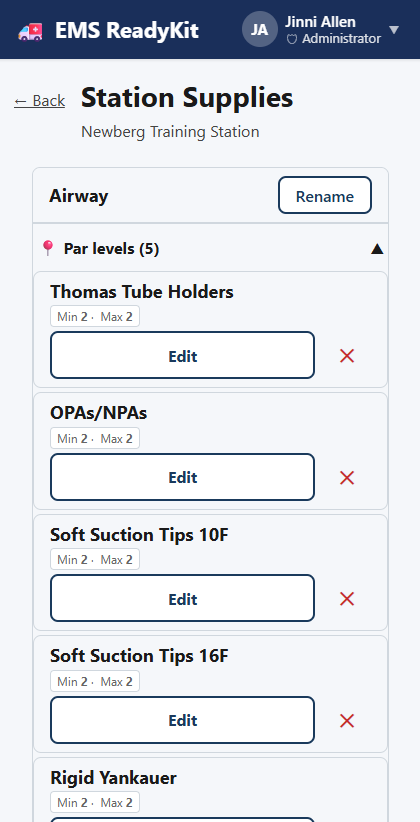 EMS ReadyKit
JA
Jinni Allen
Administrator
← Back
Station Supplies
Newberg Training Station
Airway
Rename
Par levels (5)
Thomas Tube Holders
Min 2 · Max 2
Edit
OPAs/NPAs
Min 2 · Max 2
Edit
Soft Suction Tips 10F
Min 2 · Max 2
Edit
Soft Suction Tips 16F
Min 2 · Max 2
Edit
Rigid Yankauer
Min 2 · Max 2